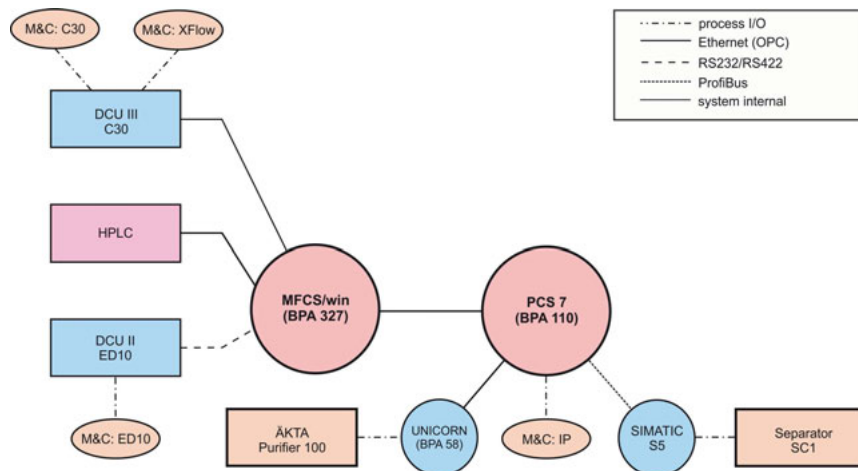 M&C: C30
M&C: XFlow
process I/O
Ethernet (OPC)
RS232/RS422
ProfiBus
system internal
DCU III
C30
HPLC
MFCS/win
(BPA 327)
PCS 7
(BPA 110)
DCU II
ED10
M&C: ED10
ÄKTA
Purifier 100
UNICORN
(BPA 58)
M&C: IP
SIMATIC
S5
Separator
SC1